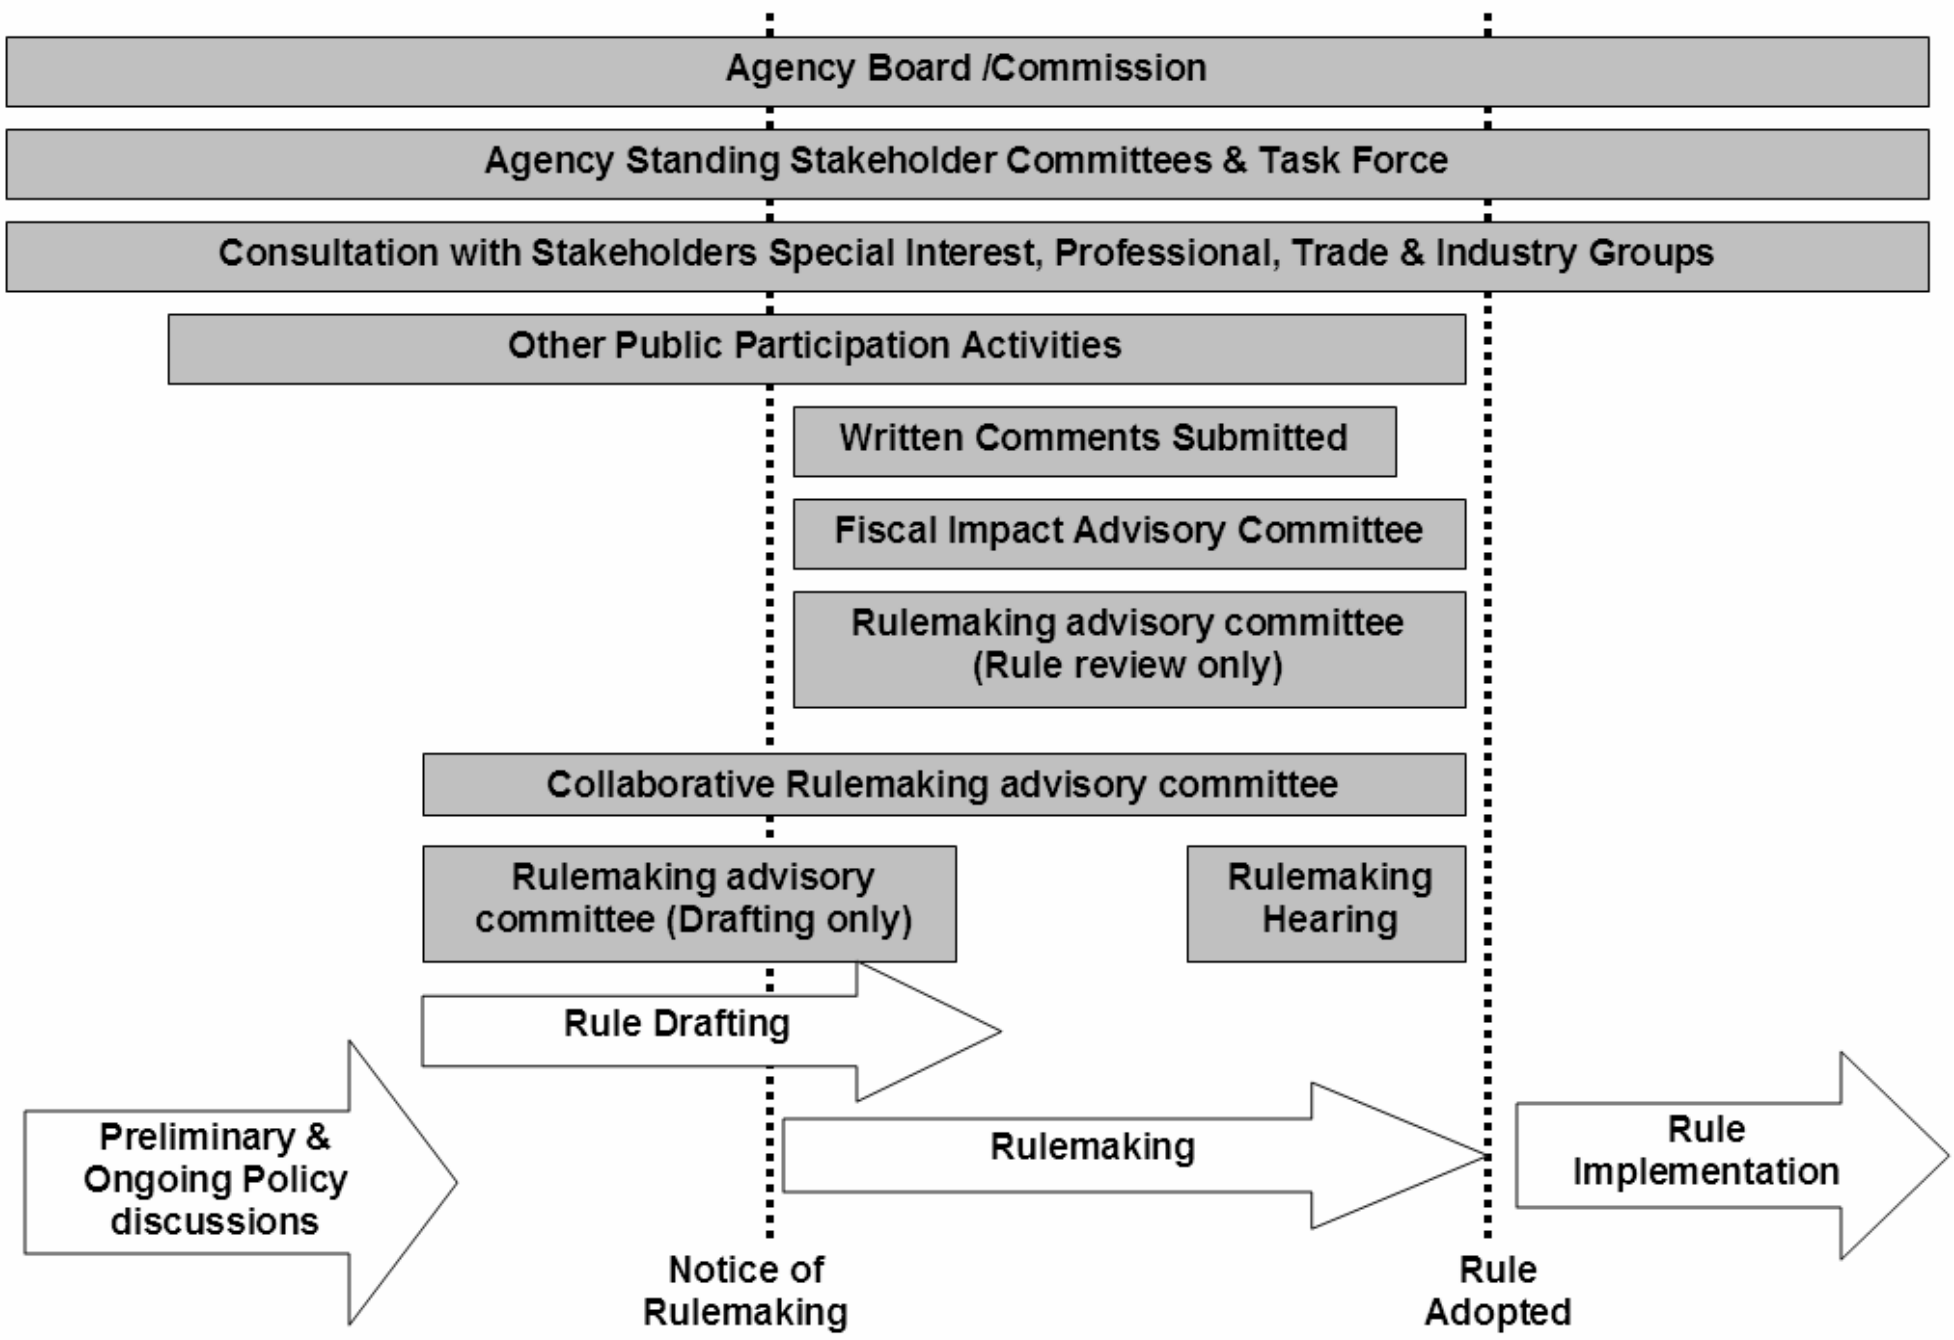 Agency Board /Commission
Agency Standing Stakeholder Committees & Task Force
Consultation with Stakeholders Special Interest, Professional, Trade & Industry Groups
Other Public Participation Activities
Written Comments Submitted
Fiscal Impact Advisory Committee
Rulemaking advisory committee
(Rule review only)
Collaborative Rulemaking advisory committee
Rulemaking advisory
committee (Drafting only)
Rulemaking
Hearing
Rule Drafting
Preliminary &
Ongoing Policy
discussions
Rulemaking
Rule
Implementation
Notice of
Rulemaking
Rule
Adopted